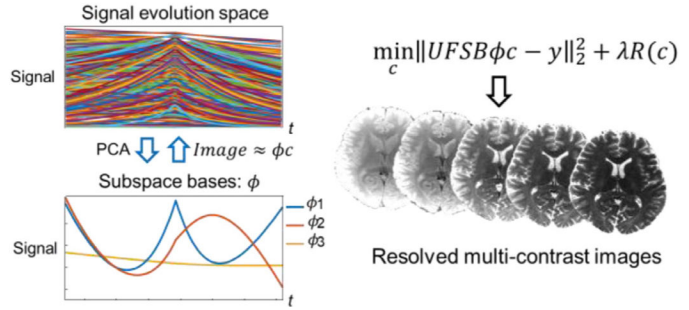 Signal evolution space
Signal
t
PCA
Image ≈ ϕc
Subspace bases: ϕ
ϕ1
ϕ2
ϕ3
Signal
t
min‖UFSBϕc − y‖₂² + λR(c)
c
Resolved multi-contrast images